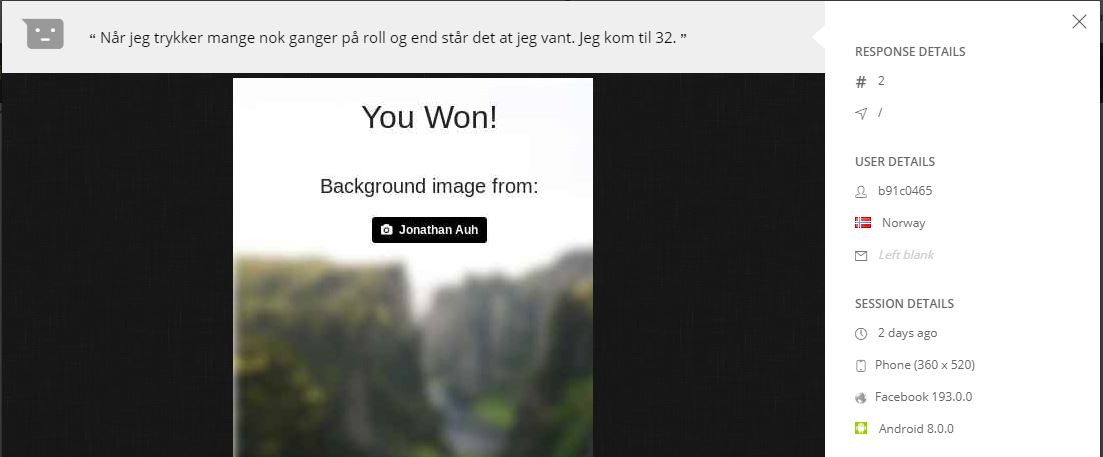 “ Når jeg trykker mange nok ganger på roll og end står det at jeg vant. Jeg kom til 32. ”
You Won!
Background image from:
Jonathan Auh
RESPONSE DETAILS
# 2
/
USER DETAILS
b91c0465
Norway
Left blank
SESSION DETAILS
2 days ago
Phone (360 x 520)
Facebook 193.0.0
Android 8.0.0